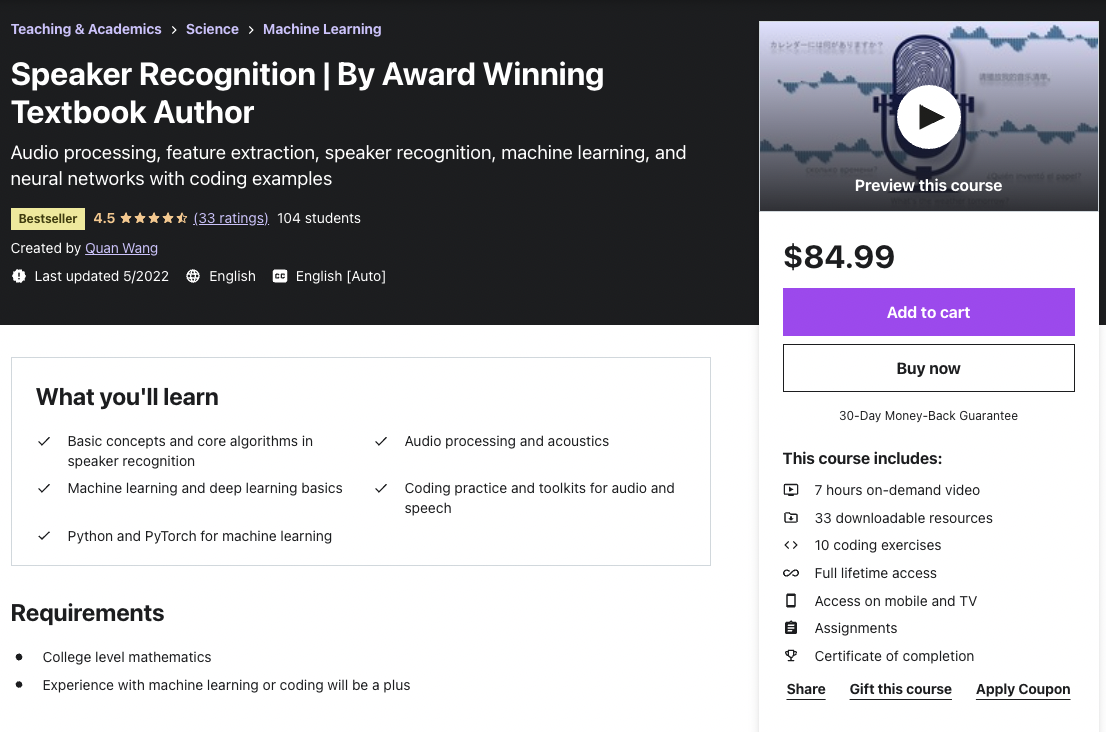 Teaching & Academics > Science > Machine Learning
Speaker Recognition | By Award Winning
Textbook Author
Audio processing, feature extraction, speaker recognition, machine learning, and
neural networks with coding examples
Bestseller 4.5 (33 ratings) 104 students
Created by Quan Wang
Last updated 5/2022 English CC English [Auto]
カレンダーには何がありますか?
Preview this course
$84.99
Add to cart
Buy now
30-Day Money-Back Guarantee
This course includes:
7 hours on-demand video
33 downloadable resources
10 coding exercises
Full lifetime access
Access on mobile and TV
Assignments
Certificate of completion
Share Gift this course Apply Coupon
What you'll learn
Basic concepts and core algorithms in
speaker recognition
Audio processing and acoustics
Machine learning and deep learning basics
Coding practice and toolkits for audio and
speech
Python and PyTorch for machine learning
Requirements
College level mathematics
Experience with machine learning or coding will be a plus